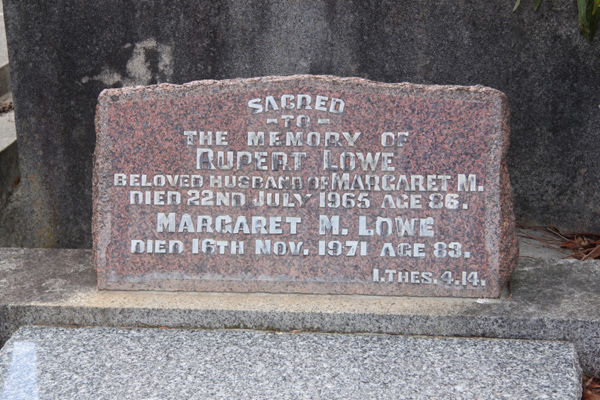 SACRED
- TO -
THE MEMORY OF
RUPERT LOWE
BELOVED HUSBAND OF MARGARET M.
DIED 22ND JULY 1965 AGE 86.
MARGARET M. LOWE
DIED 16TH NOV. 1971 AGE 83.
1.THES. 4.14.